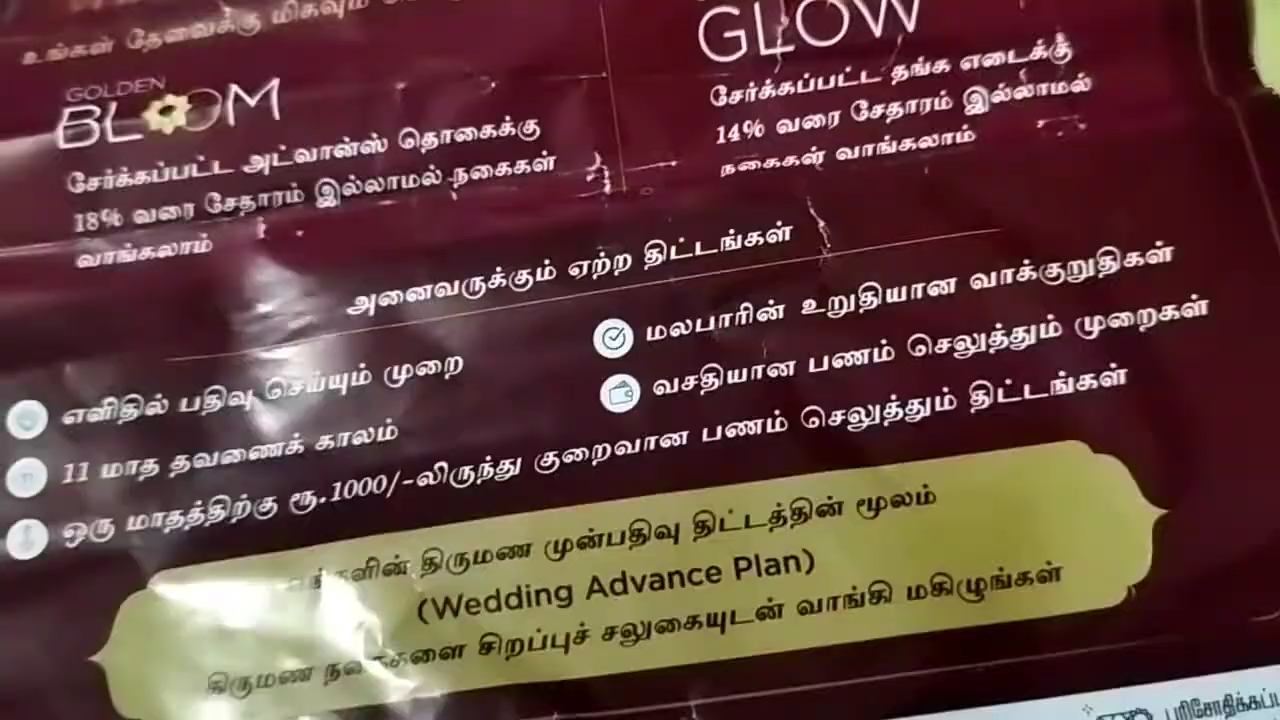 உங்கள் தேவைக்கு மிகவும்
GOLDEN
BLOOM
சேர்க்கப்பட்ட அட்வான்ஸ் தொகைக்கு
18% வரை சேதாரம் இல்லாமல் நகைகள்
வாங்கலாம்
GLOW
சேர்க்கப்பட்ட தங்க எடைக்கு
14% வரை சேதாரம் இல்லாமல்
நகைகள் வாங்கலாம்
அனைவருக்கும் ஏற்ற திட்டங்கள்
எளிதில் பதிவு செய்யும் முறை
மலபாரின் உறுதியான வாக்குறுதிகள்
11 மாத தவணைக் காலம்
வசதியான பணம் செலுத்தும் முறைகள்
ஒரு மாதத்திற்கு ரூ.1000/-லிருந்து குறைவான பணம் செலுத்தும் திட்டங்கள்
திருமண முன்பதிவு திட்டத்தின் மூலம்
(Wedding Advance Plan)
திருமண நகைகளை சிறப்புச் சலுகையுடன் வாங்கி மகிழுங்கள்